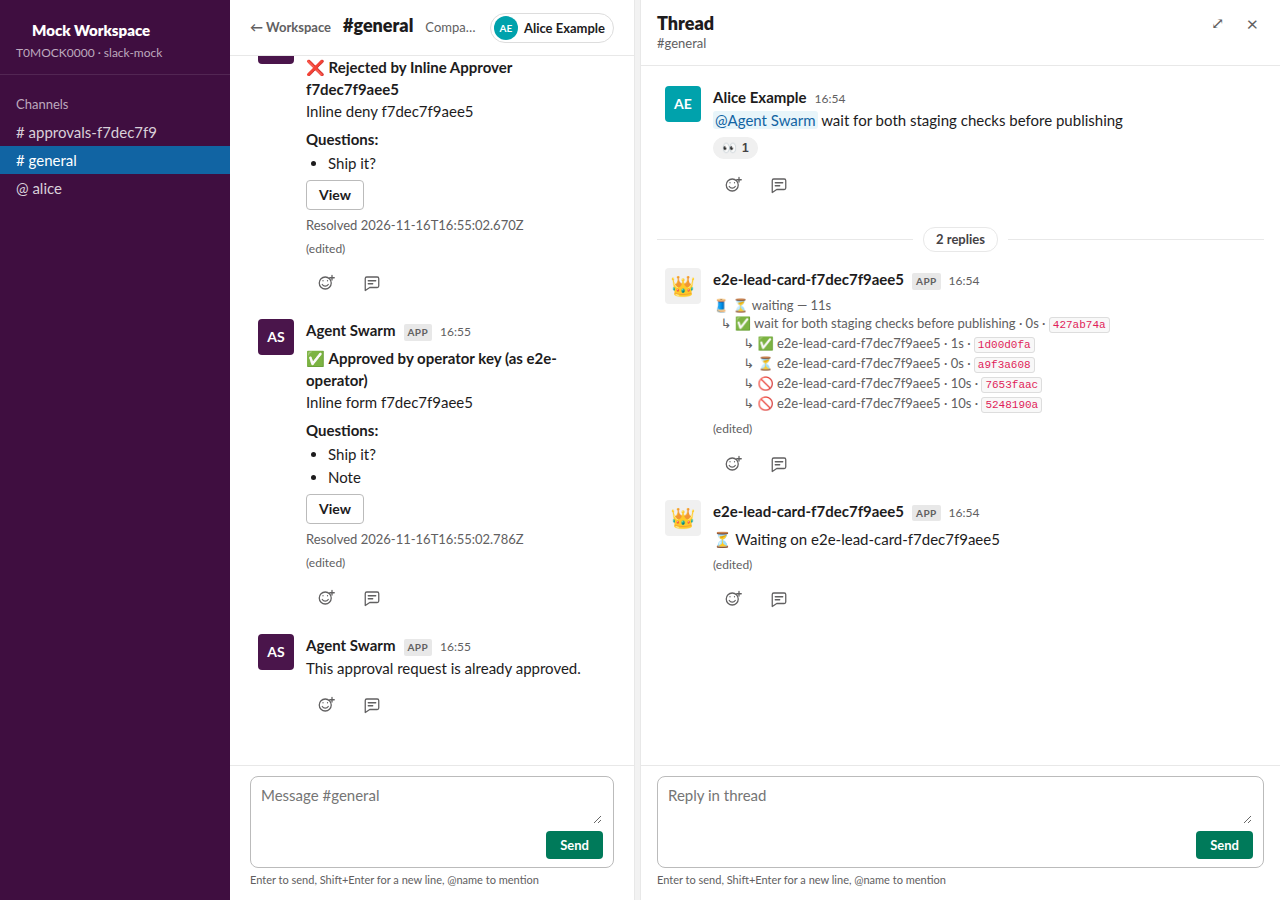 Mock Workspace
T0MOCK0000 · slack-mock
Channels
# approvals-f7dec7f9
# general
@ alice
← Workspace #general Compa... AE Alice Example
❌ Rejected by Inline Approver
f7dec7f9aee5
Inline deny f7dec7f9aee5
Questions:
• Ship it?
View
Resolved 2026-11-16T16:55:02.670Z
(edited)
AS Agent Swarm APP 16:55
✅ Approved by operator key (as e2e-
operator)
Inline form f7dec7f9aee5
Questions:
• Ship it?
• Note
View
Resolved 2026-11-16T16:55:02.786Z
(edited)
AS Agent Swarm APP 16:55
This approval request is already approved.
Message #general
Send
Enter to send, Shift+Enter for a new line, @name to mention
Thread
#general
AE Alice Example 16:54
@Agent Swarm wait for both staging checks before publishing
👀 1
2 replies
e2e-lead-card-f7dec7f9aee5 APP 16:54
🧵 ⏳ waiting — 11s
↳ ✅ wait for both staging checks before publishing · 0s · 427ab74a
↳ ✅ e2e-lead-card-f7dec7f9aee5 · 1s · 1d00d0fa
↳ ⏳ e2e-lead-card-f7dec7f9aee5 · 0s · a9f3a608
↳ 🚫 e2e-lead-card-f7dec7f9aee5 · 10s · 7653faac
↳ 🚫 e2e-lead-card-f7dec7f9aee5 · 10s · 5248190a
(edited)
e2e-lead-card-f7dec7f9aee5 APP 16:54
⏳ Waiting on e2e-lead-card-f7dec7f9aee5
(edited)
Reply in thread
Send
Enter to send, Shift+Enter for a new line, @name to mention